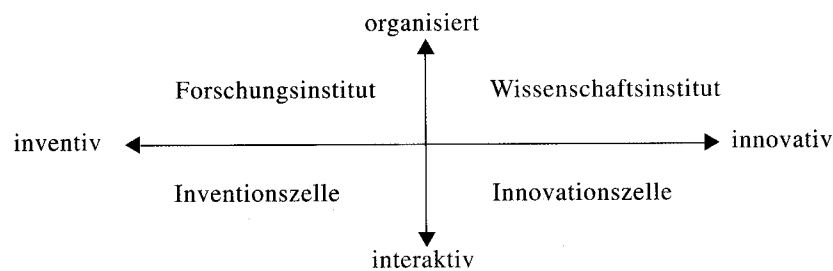 organisiert
Forschungsinstitut Wissenschaftsinstitut
inventiv innovativ
Inventionszelle Innovationszelle
interaktiv